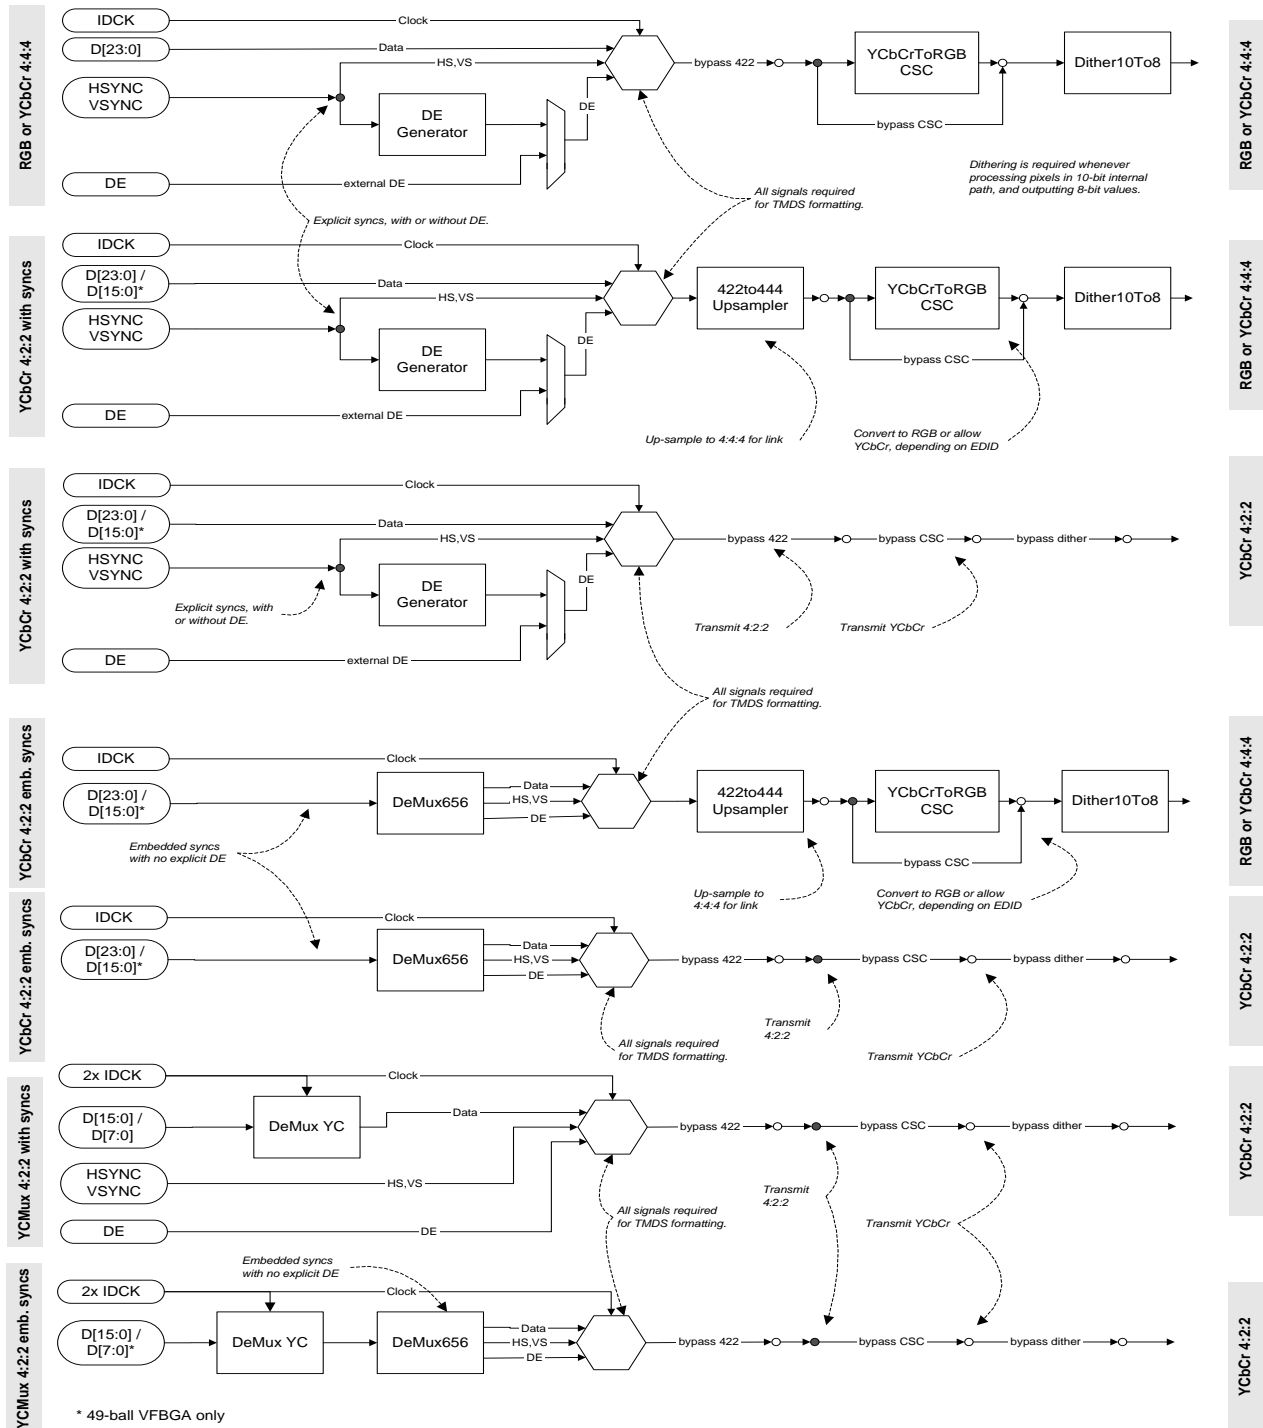 RGB or YCbCr 4:4:4
IDCK
Clock
D[23:0]
Data
HS,VS
HSYNC
VSYNC
DE
Generator
DE
DE
external DE
bypass 422
YCbCrToRGB
CSC
bypass CSC
Dither10To8
RGB or YCbCr 4:4:4
Dithering is required whenever
processing pixels in 10-bit internal
path, and outputting 8-bit values.
All signals required
for TMDS formatting.
Explicit syncs, with or without DE.
YCbCr 4:2:2 with syncs
IDCK
Clock
D[23:0] /
D[15:0]*
Data
HS,VS
HSYNC
VSYNC
DE
Generator
DE
DE
external DE
422to444
Upsampler
YCbCrToRGB
CSC
bypass CSC
Dither10To8
RGB or YCbCr 4:4:4
Up-sample to 4:4:4 for link
Convert to RGB or allow
YCbCr, depending on EDID
YCbCr 4:2:2 with syncs
IDCK
Clock
D[23:0] /
D[15:0]*
Data
HS,VS
HSYNC
VSYNC
DE
Generator
DE
Explicit syncs, with
or without DE.
DE
external DE
bypass 422
bypass CSC
bypass dither
YCbCr 4:2:2
Transmit 4:2:2
Transmit YCbCr
All signals required
for TMDS formatting.
YCbCr 4:2:2 emb. syncs
IDCK
Clock
D[23:0] /
D[15:0]*
DeMux656
Data
HS,VS
DE
422to444
Upsampler
YCbCrToRGB
CSC
bypass CSC
Dither10To8
RGB or YCbCr 4:4:4
Embedded syncs
with no explicit DE
Up-sample to
4:4:4 for link
Convert to RGB or allow
YCbCr, depending on EDID
YCbCr 4:2:2 emb. syncs
IDCK
Clock
D[23:0] /
D[15:0]*
DeMux656
Data
HS,VS
DE
bypass 422
bypass CSC
bypass dither
YCbCr 4:2:2
All signals required
for TMDS formatting.
Transmit
4:2:2
Transmit YCbCr
YCMux 4:2:2 with syncs
2x IDCK
Clock
D[15:0] /
D[7:0]
DeMux YC
Data
HSYNC
VSYNC
HS,VS
DE
DE
bypass 422
bypass CSC
bypass dither
YCbCr 4:2:2
All signals required
for TMDS formatting.
Transmit
4:2:2
Transmit YCbCr
YCMux 4:2:2 emb. syncs
Embedded syncs
with no explicit DE
2x IDCK
Clock
D[15:0] /
D[7:0]*
DeMux YC
DeMux656
Data
HS,VS
DE
bypass 422
bypass CSC
bypass dither
YCbCr 4:2:2
* 49-ball VFBGA only